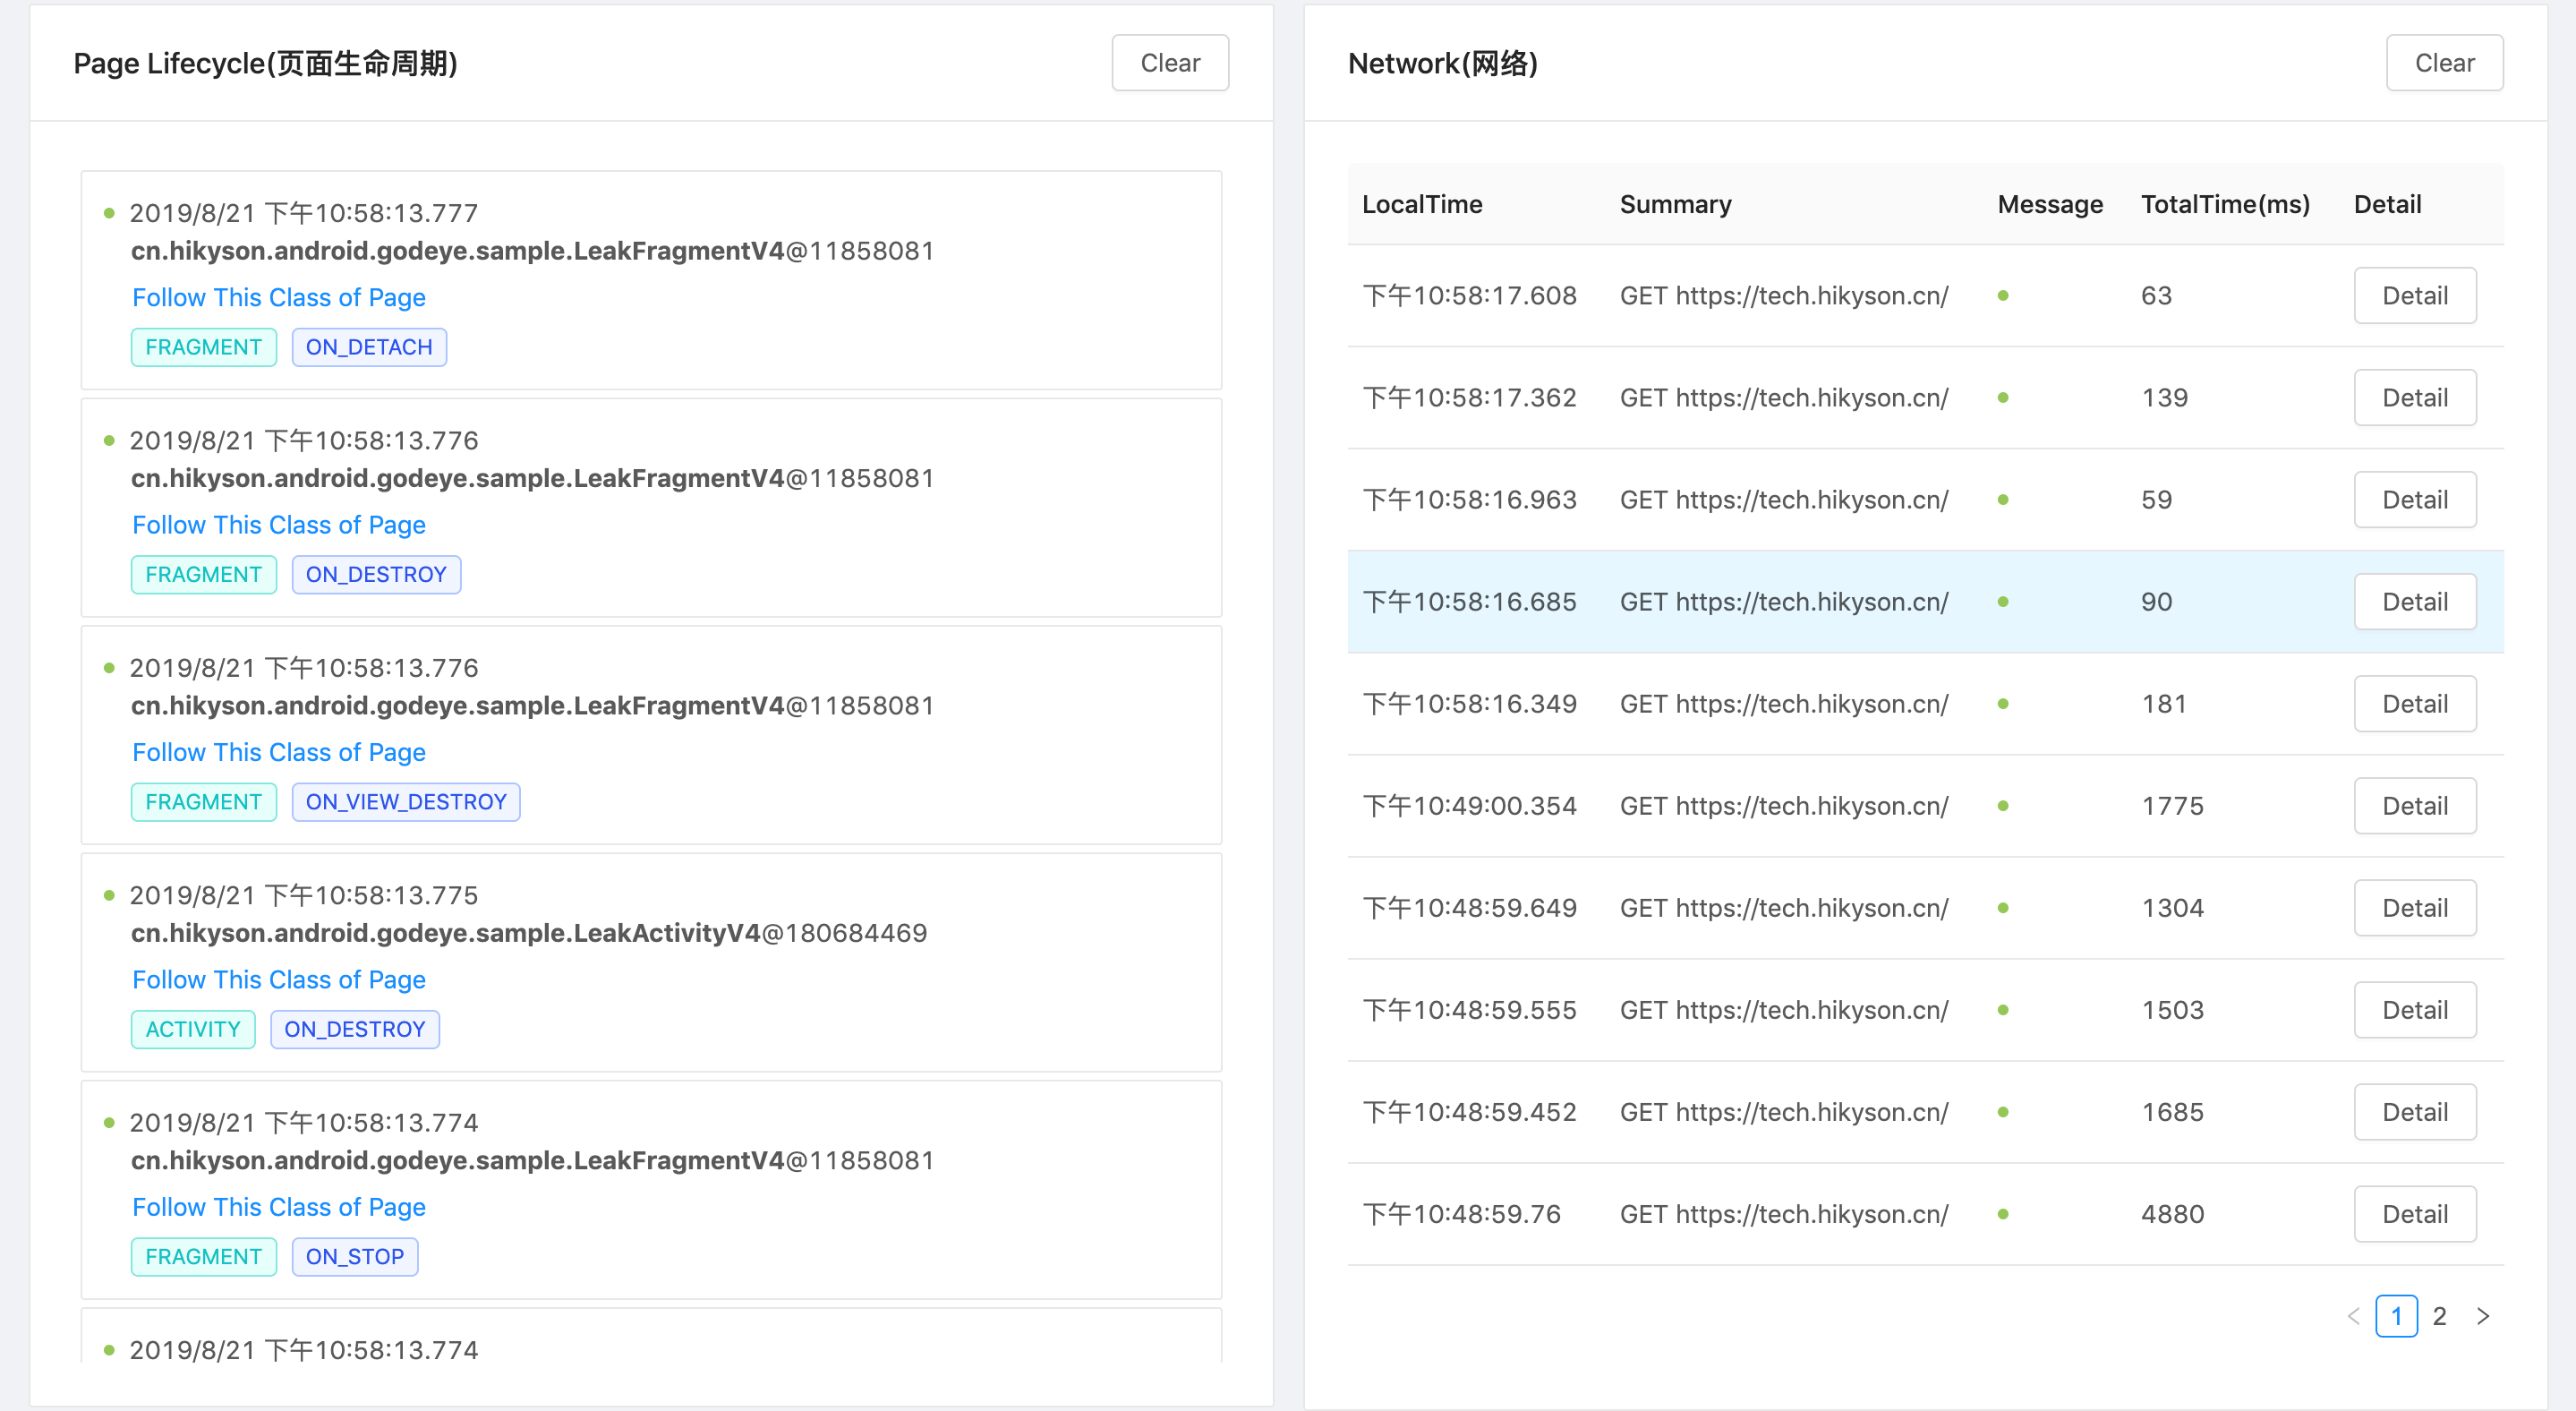 Page Lifecycle(页面生命周期)
Clear
2019/8/21 下午10:58:13.777
cn.hikyson.android.godeye.sample.LeakFragmentV4@11858081
Follow This Class of Page
FRAGMENT ON_DETACH
2019/8/21 下午10:58:13.776
cn.hikyson.android.godeye.sample.LeakFragmentV4@11858081
Follow This Class of Page
FRAGMENT ON_DESTROY
2019/8/21 下午10:58:13.776
cn.hikyson.android.godeye.sample.LeakFragmentV4@11858081
Follow This Class of Page
FRAGMENT ON_VIEW_DESTROY
2019/8/21 下午10:58:13.775
cn.hikyson.android.godeye.sample.LeakActivityV4@180684469
Follow This Class of Page
ACTIVITY ON_DESTROY
2019/8/21 下午10:58:13.774
cn.hikyson.android.godeye.sample.LeakFragmentV4@11858081
Follow This Class of Page
FRAGMENT ON_STOP
2019/8/21 下午10:58:13.774
Network(网络)
Clear
LocalTime Summary Message TotalTime(ms) Detail
下午10:58:17.608 GET https://tech.hikyson.cn/ 63 Detail
下午10:58:17.362 GET https://tech.hikyson.cn/ 139 Detail
下午10:58:16.963 GET https://tech.hikyson.cn/ 59 Detail
下午10:58:16.685 GET https://tech.hikyson.cn/ 90 Detail
下午10:58:16.349 GET https://tech.hikyson.cn/ 181 Detail
下午10:49:00.354 GET https://tech.hikyson.cn/ 1775 Detail
下午10:48:59.649 GET https://tech.hikyson.cn/ 1304 Detail
下午10:48:59.555 GET https://tech.hikyson.cn/ 1503 Detail
下午10:48:59.452 GET https://tech.hikyson.cn/ 1685 Detail
下午10:48:59.76 GET https://tech.hikyson.cn/ 4880 Detail
< 1 2 >